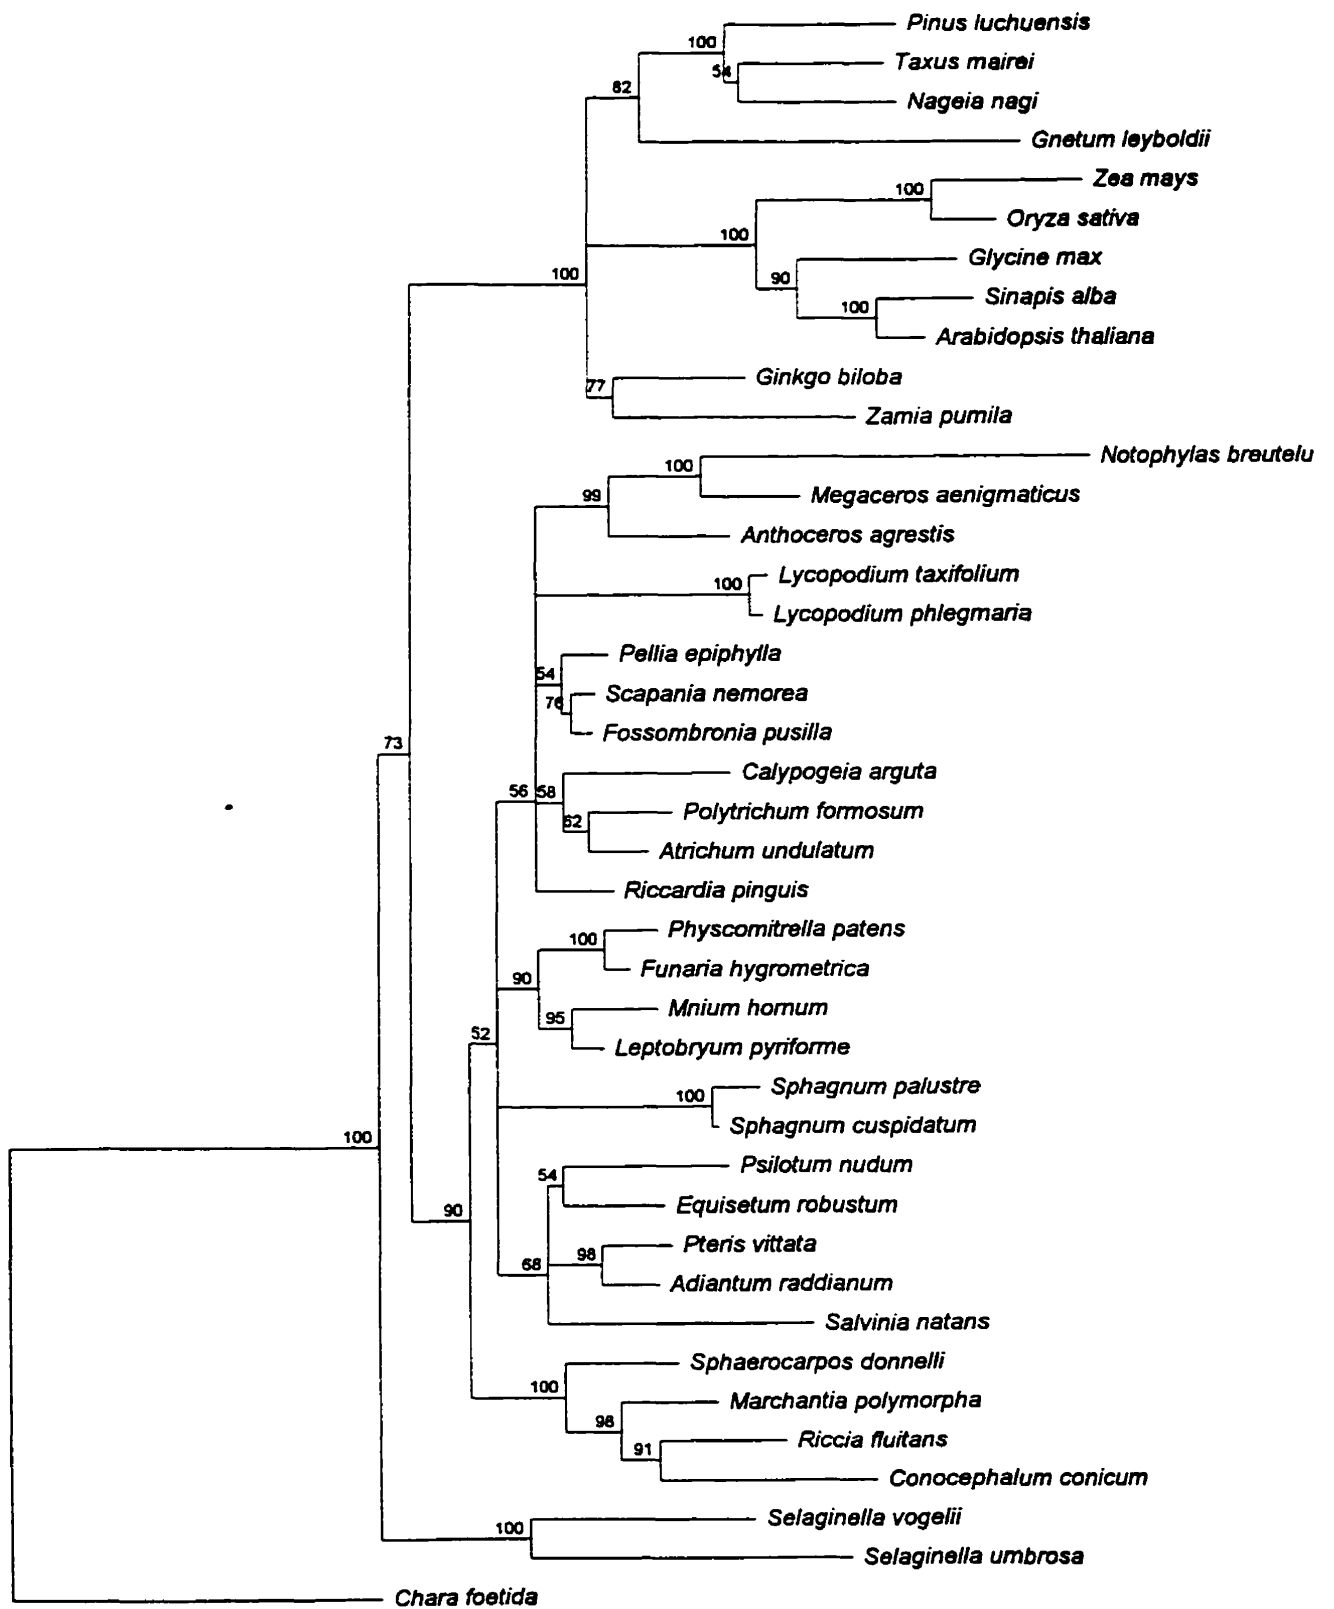 Pinus luchuensis
100
Taxus mairei
54
82
Nageia nagi
Gnetum leyboldii
Zea mays
100
Oryza sativa
100
Glycine max
100
90
Sinapis alba
100
Arabidopsis thaliana
Ginkgo biloba
77
Zamia pumila
Notophylas breutelu
100
Megaceros aenigmaticus
99
Anthoceros agrestis
Lycopodium taxifolium
100
Lycopodium phlegmaria
Pellia epiphylla
54
Scapania nemorea
76
Fossombronia pusilla
73
Calypogeia arguta
56
58
Polytrichum formosum
62
Atrichum undulatum
Riccardia pinguis
Physcomitrella patens
100
Funaria hygrometrica
90
Mnium hornum
95
52
Leptobryum pyriforme
Sphagnum palustre
100
Sphagnum cuspidatum
100
Psilotum nudum
54
Equisetum robustum
90
Pteris vittata
98
68
Adiantum raddianum
Salvinia natans
Sphaerocarpos donnelli
100
Marchantia polymorpha
98
Riccia fluitans
91
Conocephalum conicum
Selaginella vogelii
100
Selaginella umbrosa
Chara foetida